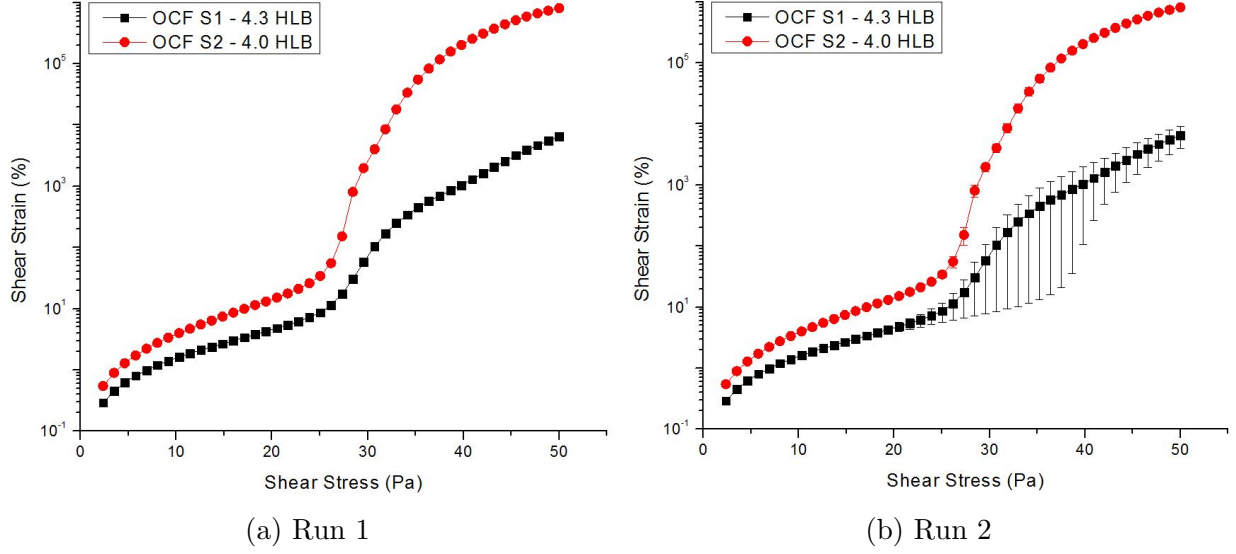 OCF S1 - 4.3 HLB
OCF S2 - 4.0 HLB
10^5
10^3
10^1
10^-1
Shear Strain (%)
0 10 20 30 40 50
Shear Stress (Pa)
(a) Run 1
OCF S1 - 4.3 HLB
OCF S2 - 4.0 HLB
10^5
10^3
10^1
10^-1
Shear Strain (%)
0 10 20 30 40 50
Shear Stress (Pa)
(b) Run 2